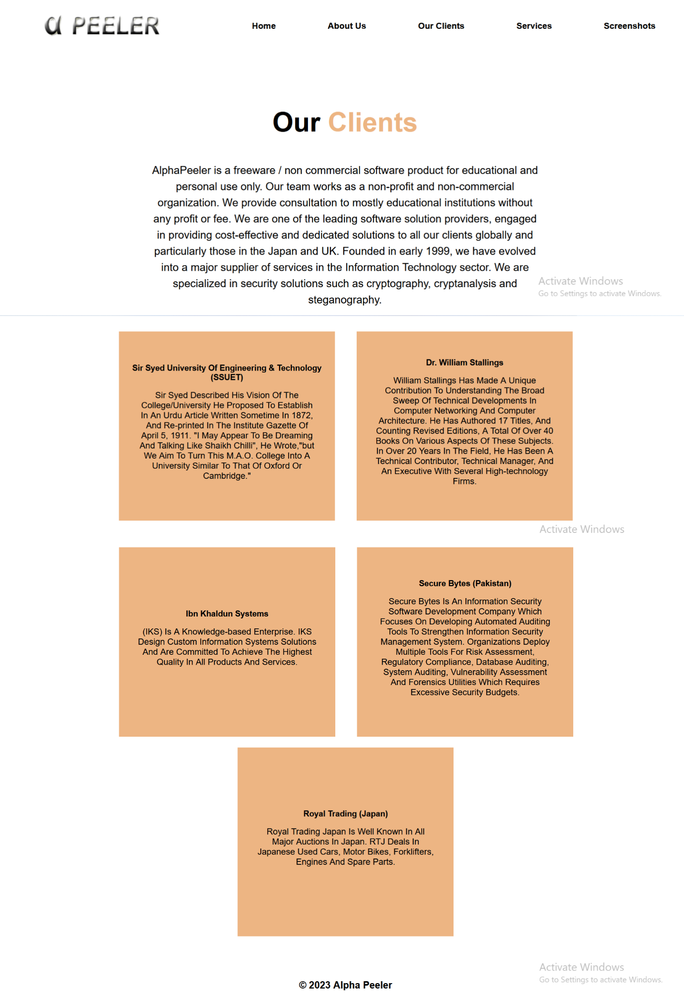 α PEELER
Home
About Us
Our Clients
Services
Screenshots
Our Clients
AlphaPeeler is a freeware / non commercial software product for educational and
personal use only. Our team works as a non-profit and non-commercial
organization. We provide consultation to mostly educational institutions without
any profit or fee. We are one of the leading software solution providers, engaged
in providing cost-effective and dedicated solutions to all our clients globally and
particularly those in the Japan and UK. Founded in early 1999, we have evolved
into a major supplier of services in the Information Technology sector. We are
specialized in security solutions such as cryptography, cryptanalysis and
steganography.
Activate Windows
Go to Settings to activate Windows.
Sir Syed University Of Engineering & Technology
(SSUET)
Sir Syed Described His Vision Of The
College/University He Proposed To Establish
In An Urdu Article Written Sometime In 1872,
And Re-printed In The Institute Gazette Of
April 5, 1911. "I May Appear To Be Dreaming
And Talking Like Shaikh Chilli", He Wrote,"but
We Aim To Turn This M.A.O. College Into A
University Similar To That Of Oxford Or
Cambridge."
Dr. William Stallings
William Stallings Has Made A Unique
Contribution To Understanding The Broad
Sweep Of Technical Developments In
Computer Networking And Computer
Architecture. He Has Authored 17 Titles, And
Counting Revised Editions, A Total Of Over 40
Books On Various Aspects Of These Subjects.
In Over 20 Years In The Field, He Has Been A
Technical Contributor, Technical Manager, And
An Executive With Several High-technology
Firms.
Activate Windows
Ibn Khaldun Systems
(IKS) Is A Knowledge-based Enterprise. IKS
Design Custom Information Systems Solutions
And Are Committed To Achieve The Highest
Quality In All Products And Services.
Secure Bytes (Pakistan)
Secure Bytes Is An Information Security
Software Development Company Which
Focuses On Developing Automated Auditing
Tools To Strengthen Information Security
Management System. Organizations Deploy
Multiple Tools For Risk Assessment,
Regulatory Compliance, Database Auditing,
System Auditing, Vulnerability Assessment
And Forensics Utilities Which Requires
Excessive Security Budgets.
Royal Trading (Japan)
Royal Trading Japan Is Well Known In All
Major Auctions In Japan. RTJ Deals In
Japanese Used Cars, Motor Bikes, Forklifters,
Engines And Spare Parts.
Activate Windows
Go to Settings to activate Windows.
© 2023 Alpha Peeler